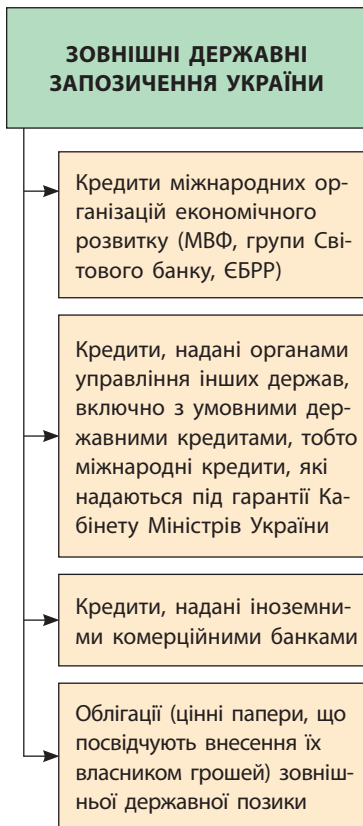 ЗОВНІШНІ ДЕРЖАВНІ
ЗАПОЗИЧЕННЯ УКРАЇНИ
Кредити міжнародних ор-
ганізацій економічного
розвитку (МВФ, групи Сві-
тового банку, ЄБРР)
Кредити, надані органами
управління інших держав,
включно з умовними дер-
жавними кредитами, тобто
міжнародні кредити, які
надаються під гарантії Ка-
бінету Міністрів України
Кредити, надані іноземни-
ми комерційними банками
Облігації (цінні папери, що
посвідчують внесення їх
власником грошей) зовніш-
ньої державної позики